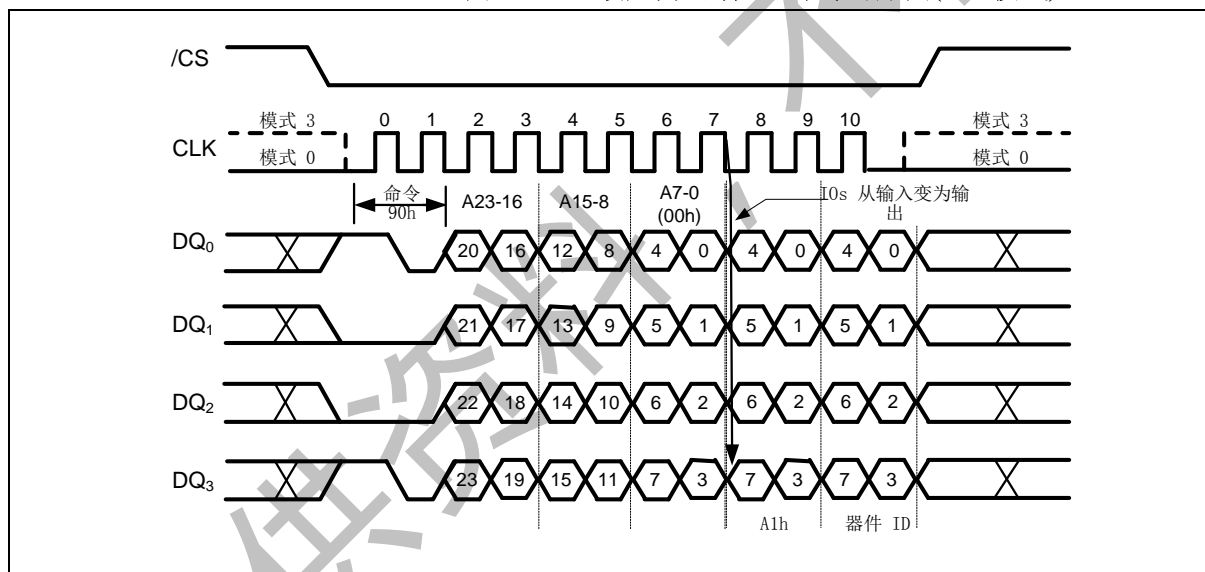 /CS
模式 3 0 1 2 3 4 5 6 7 8 9 10 模式 3
CLK
模式 0 模式 0
命令 90h A23-16 A15-8 A7-0 (00h) IOs 从输入变为输出
DQ0 20 16 12 8 4 0 4 0 4 0
DQ1 21 17 13 9 5 1 5 1 5 1
DQ2 22 18 14 10 6 2 6 2 6 2
DQ3 23 19 15 11 7 3 7 3 7 3
A1h 器件 ID
供资料,